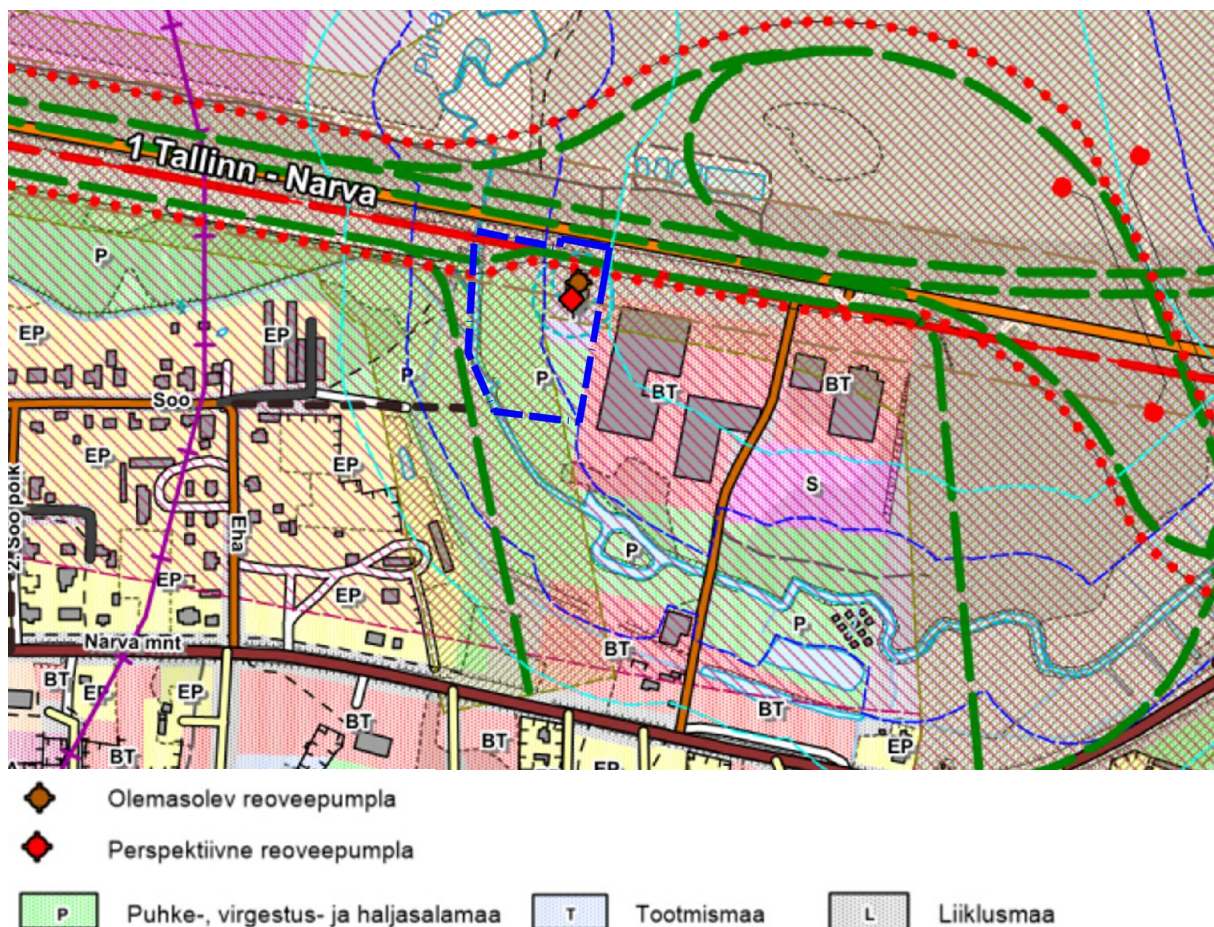 Pühaj
1 Tallinn - Narva
P
EP
EP
P
P
BT
BT
Soo
EP
EP
S
2. Soo põik
Eha
P
EP
EP
P
Narva mnt
BT
BT
EP
EP
BT
BT
BT
BT
EP
EP
Olemasolev reoveepumpla
Perspektiivne reoveepumpla
P Puhke-, virgestus- ja haljasalamaa T Tootmismaa L Liiklusmaa